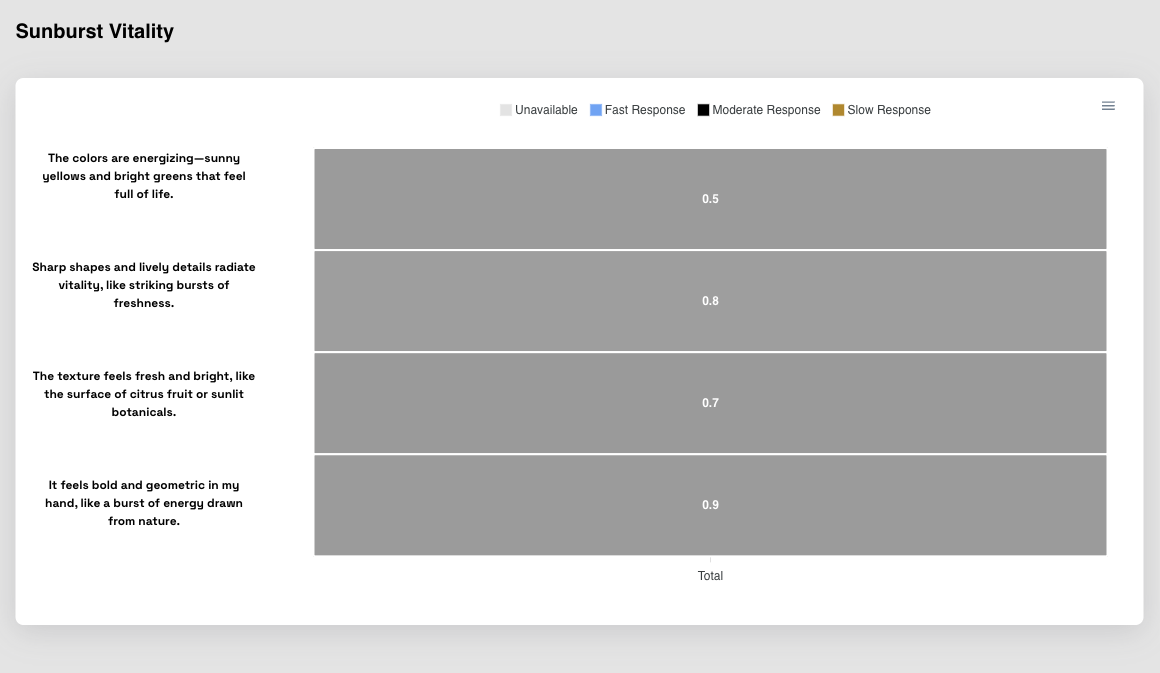 Sunburst Vitality
Unavailable
Fast Response
Moderate Response
Slow Response
The colors are energizing—sunny
yellows and bright greens that feel
full of life.
0.5
Sharp shapes and lively details radiate
vitality, like striking bursts of
freshness.
0.8
The texture feels fresh and bright, like
the surface of citrus fruit or sunlit
botanicals.
0.7
It feels bold and geometric in my
hand, like a burst of energy drawn
from nature.
0.9
Total